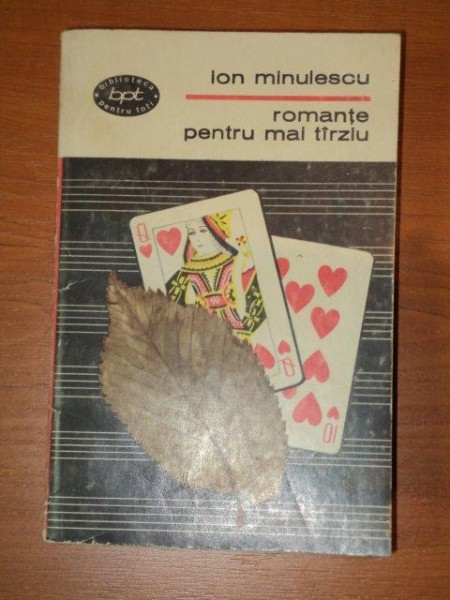 biblioteca
bpt
pentru toți
ion minulescu
romanțe
pentru mai tîrziu
Q
Q
10